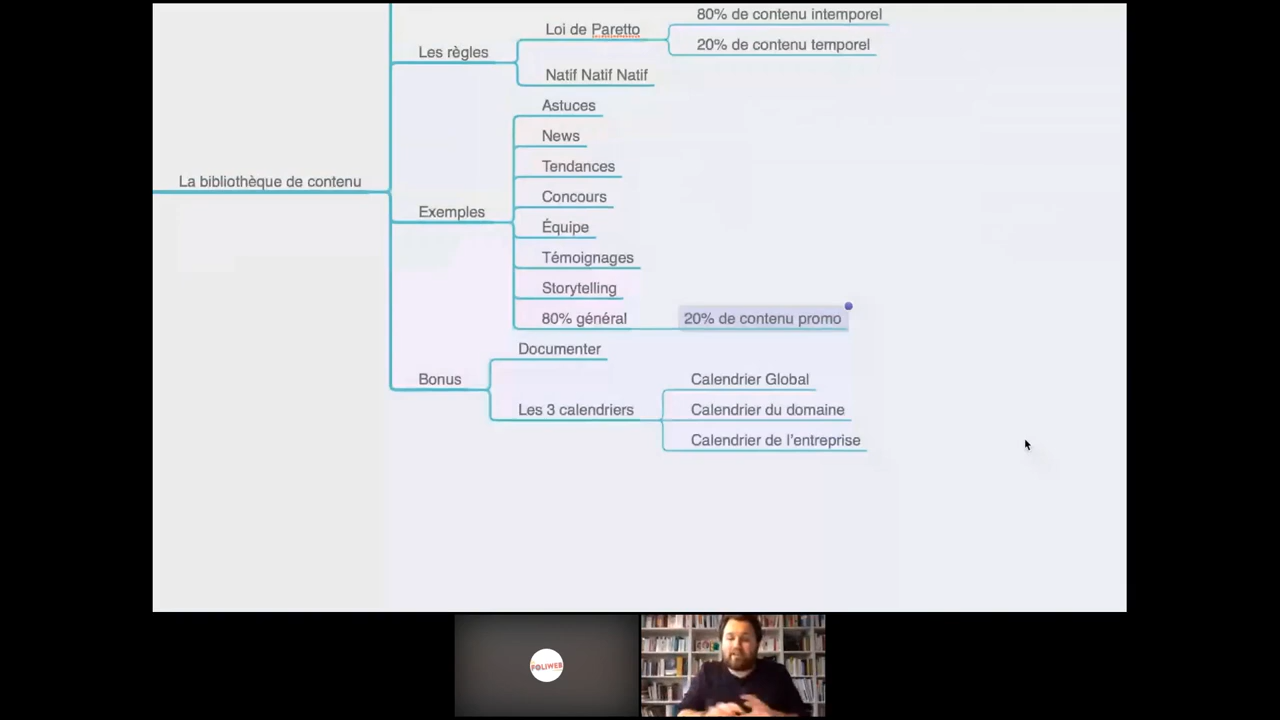 80% de contenu intemporel
Loi de Paretto
20% de contenu temporel
Les règles
Natif Natif Natif
Astuces
News
Tendances
La bibliothèque de contenu
Concours
Exemples
Équipe
Témoignages
Storytelling
80% général
20% de contenu promo
Documenter
Bonus
Calendrier Global
Les 3 calendriers
Calendrier du domaine
Calendrier de l'entreprise
FOLIWEB